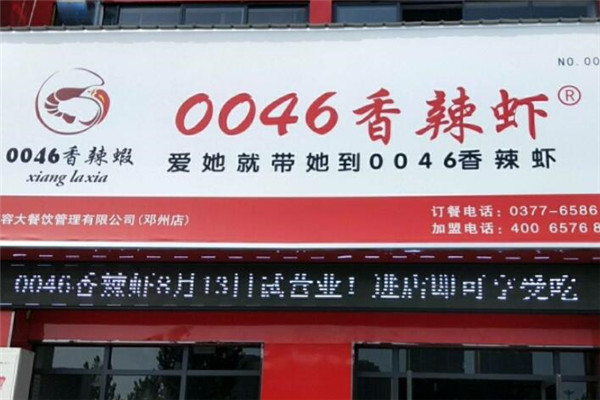 NO. 00
0046香辣虾®
爱她就带她到0046香辣虾
0046香辣蝦
xiang la xia
容大餐饮管理有限公司(邓州店)
订餐电话: 0377-6586
加盟电话: 400 6576 8
0046香辣虾8月13日试营业! 进店即可享受吃